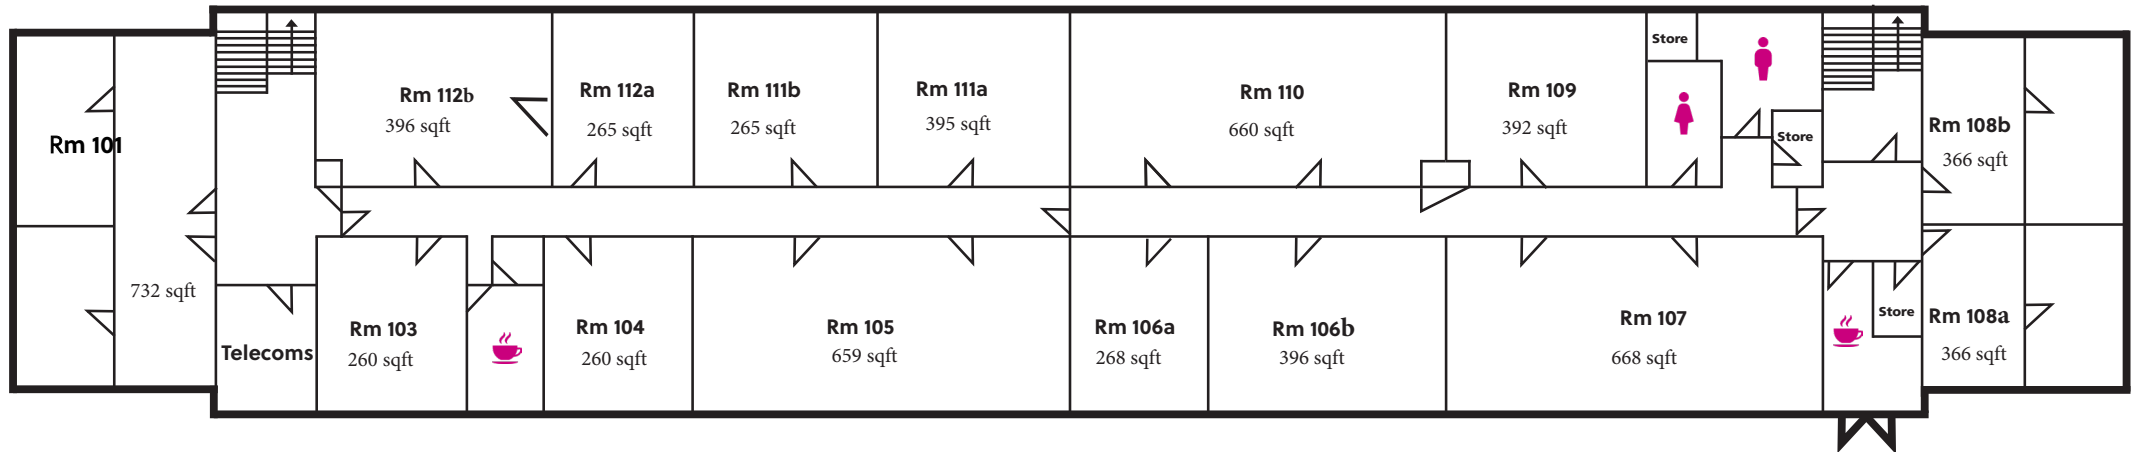 Rm 101
732 sqft
Telecoms
Rm 112b
396 sqft
Rm 112a
265 sqft
Rm 111b
265 sqft
Rm 111a
395 sqft
Rm 110
660 sqft
Rm 109
392 sqft
Store
Store
Rm 108b
366 sqft
Rm 103
260 sqft
Rm 104
260 sqft
Rm 105
659 sqft
Rm 106a
268 sqft
Rm 106b
396 sqft
Rm 107
668 sqft
Store
Rm 108a
366 sqft